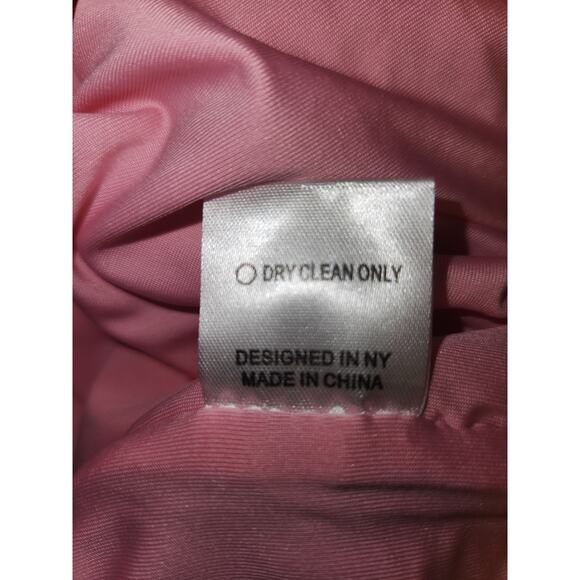 DRY CLEAN ONLY
DESIGNED IN NY
MADE IN CHINA